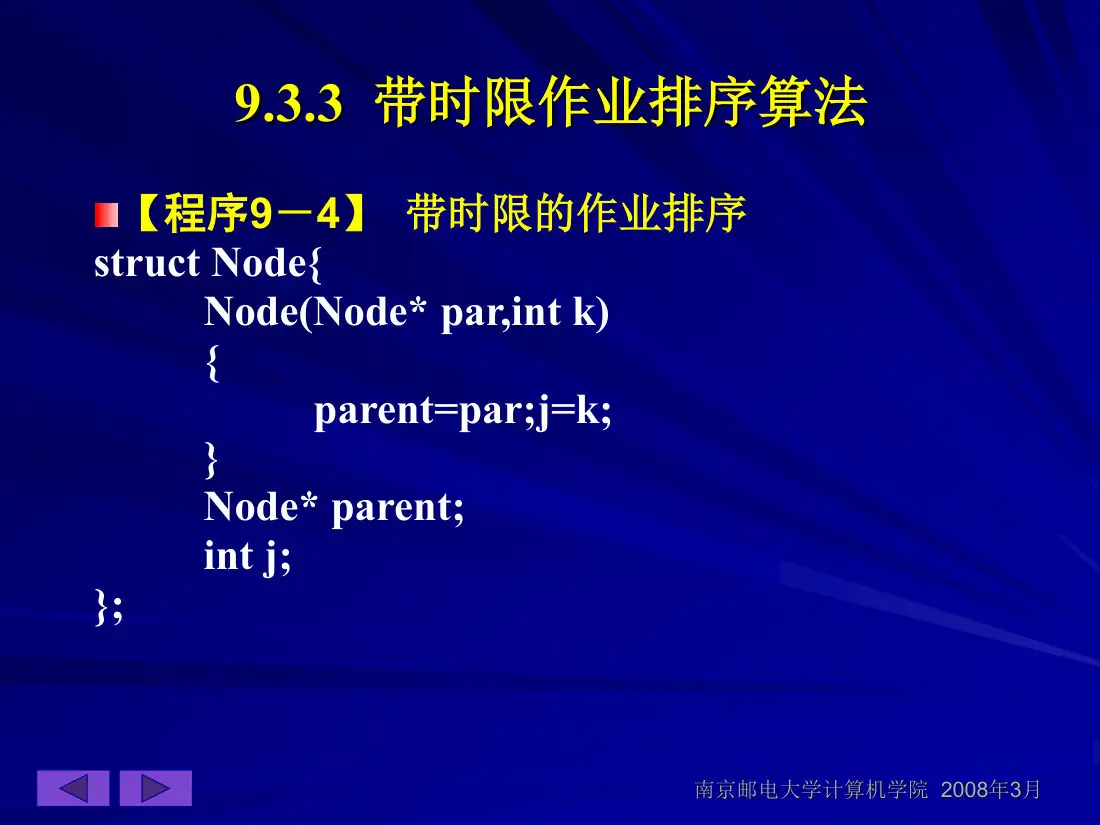 9.3.3 带时限作业排序算法
【程序9－4】 带时限的作业排序
struct Node{
Node(Node* par,int k)
{
parent=par;j=k;
}
Node* parent;
int j;
};
南京邮电大学计算机学院 2008年3月